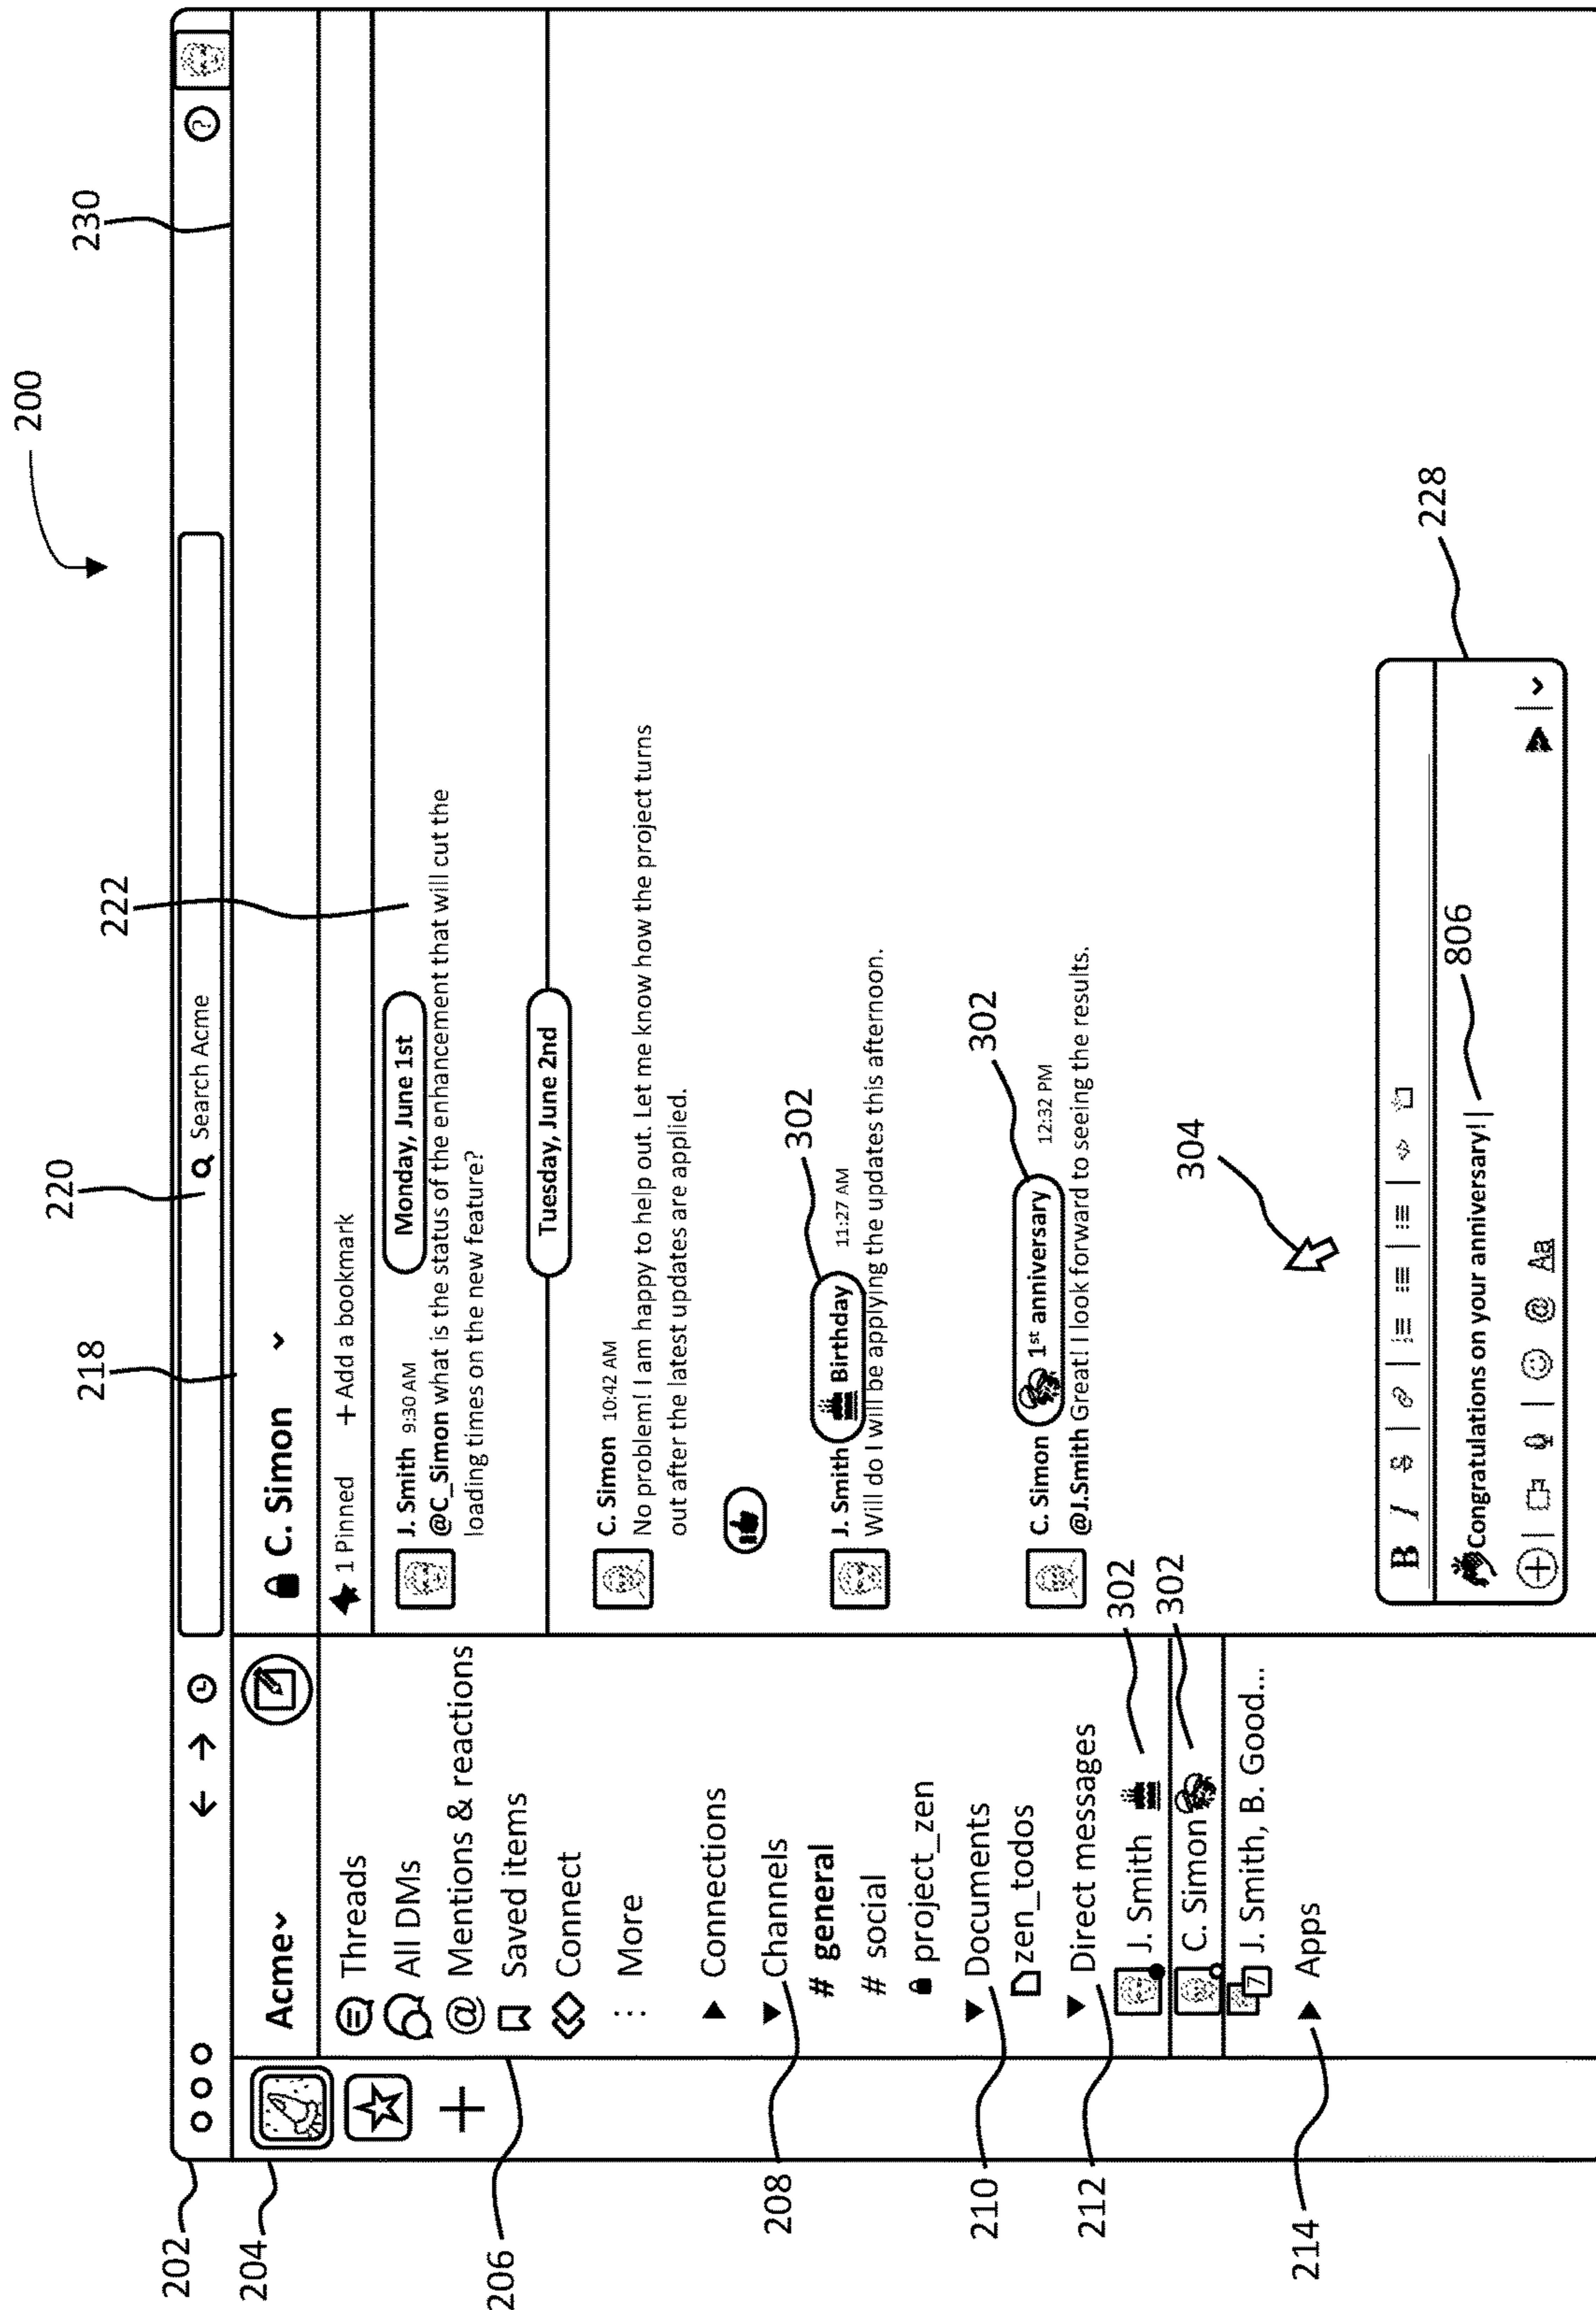 200
202
204
220
218
222
230
Search Acme
?
Acme
C. Simon
1 Pinned + Add a bookmark
Threads
All DMs
@ Mentions & reactions
Saved items
Connect
More
206
Connections
Channels
# general
# social
project_zen
208
Documents
zen_todos
210
Direct messages
212
J. Smith
302
C. Simon
302
7 J. Smith, B. Good...
Apps
214
Monday, June 1st
J. Smith 9:30 AM
@C_Simon what is the status of the enhancement that will cut the
loading times on the new feature?
Tuesday, June 2nd
C. Simon 10:42 AM
No problem! I am happy to help out. Let me know how the project turns
out after the latest updates are applied.
302
J. Smith Birthday 11:27 AM
Will do I will be applying the updates this afternoon.
302
C. Simon 1st anniversary 12:32 PM
@J.Smith Great! I look forward to seeing the results.
304
B I S
806
228
Congratulations on your anniversary!
@ Aa